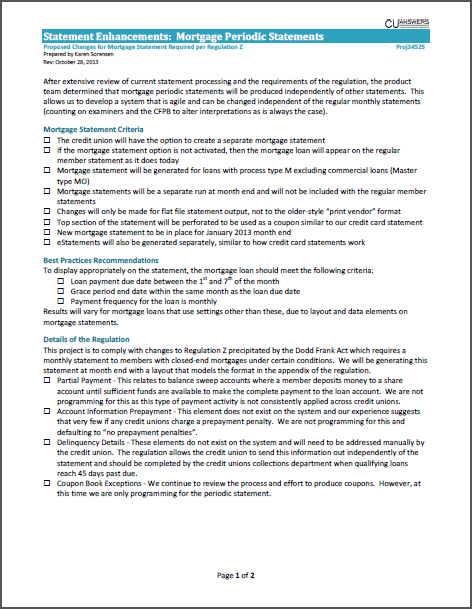 CU*ANSWERS
Statement Enhancements: Mortgage Periodic Statements
Proposed Changes for Mortgage Statement Required per Regulation Z Proj34525
Prepared by Karen Sorensen
Rev: October 28, 2013
After extensive review of current statement processing and the requirements of the regulation, the product
team determined that mortgage periodic statements will be produced independently of other statements. This
allows us to develop a system that is agile and can be changed independent of the regular monthly statements
(counting on examiners and the CFPB to alter interpretations as is always the case).
Mortgage Statement Criteria
☐ The credit union will have the option to create a separate mortgage statement
☐ If the mortgage statement option is not activated, then the mortgage loan will appear on the regular
member statement as it does today
☐ Mortgage statement will be generated for loans with process type M excluding commercial loans (Master
type MO)
☐ Mortgage statements will be a separate run at month end and will not be included with the regular member
statements
☐ Changes will only be made for flat file statement output, not to the older-style "print vendor" format
☐ Top section of the statement will be perforated to be used as a coupon similar to our credit card statement
☐ New mortgage statement to be in place for January 2013 month end
☐ eStatements will also be generated separately, similar to how credit card statements work
Best Practices Recommendations
To display appropriately on the statement, the mortgage loan should meet the following criteria:
☐ Loan payment due date between the 1st and 7th of the month
☐ Grace period end date within the same month as the loan due date
☐ Payment frequency for the loan is monthly
Results will vary for mortgage loans that use settings other than these, due to layout and data elements on
mortgage statements.
Details of the Regulation
This project is to comply with changes to Regulation Z precipitated by the Dodd Frank Act which requires a
monthly statement to members with closed-end mortgages under certain conditions. We will be generating this
statement at month end with a layout that models the format in the appendix of the regulation.
☐ Partial Payment - This relates to balance sweep accounts where a member deposits money to a share
account until sufficient funds are available to make the complete payment to the loan account. We are not
programming for this as this type of payment activity is not consistently applied across credit unions.
☐ Account Information Prepayment - This element does not exist on the system and our experience suggests
that very few if any credit unions charge a prepayment penalty. We are not programming for this and
defaulting to "no prepayment penalties".
☐ Delinquency Details - These elements do not exist on the system and will need to be addressed manually by
the credit union. The regulation allows the credit union to send this information out independently of the
statement and should be completed by the credit unions collections department when qualifying loans
reach 45 days past due.
☐ Coupon Book Exceptions - We continue to review the process and effort to produce coupons. However, at
this time we are only programming for the periodic statement.
Page 1 of 2